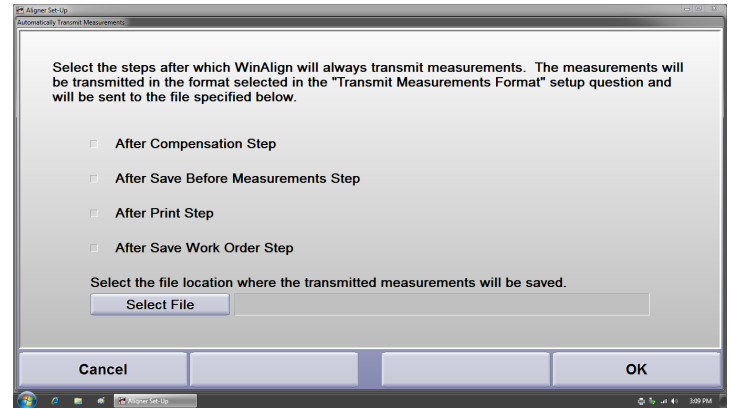 Aligner Set-Up
Automatically Transmit Measurements
Select the steps after which WinAlign will always transmit measurements.  The measurements will
be transmitted in the format selected in the "Transmit Measurements Format" setup question and
will be sent to the file specified below.
After Compensation Step
After Save Before Measurements Step
After Print Step
After Save Work Order Step
Select the file location where the transmitted measurements will be saved.
Select File
Cancel
OK
Aligner Set-Up
3:09 PM